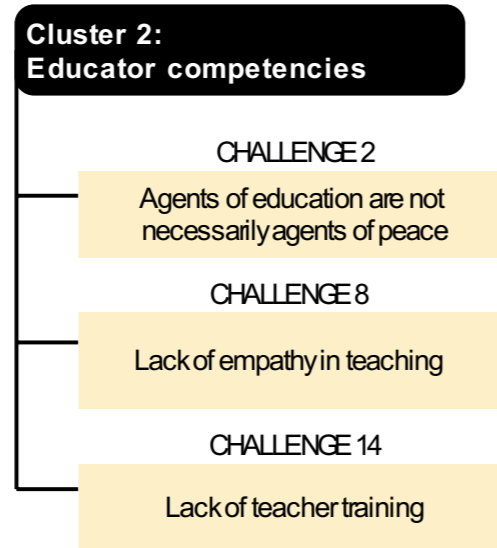 Cluster 2:
Educator competencies
CHALLENGE 2
Agents of education are not
necessarily agents of peace
CHALLENGE 8
Lack of empathy in teaching
CHALLENGE 14
Lack of teacher training